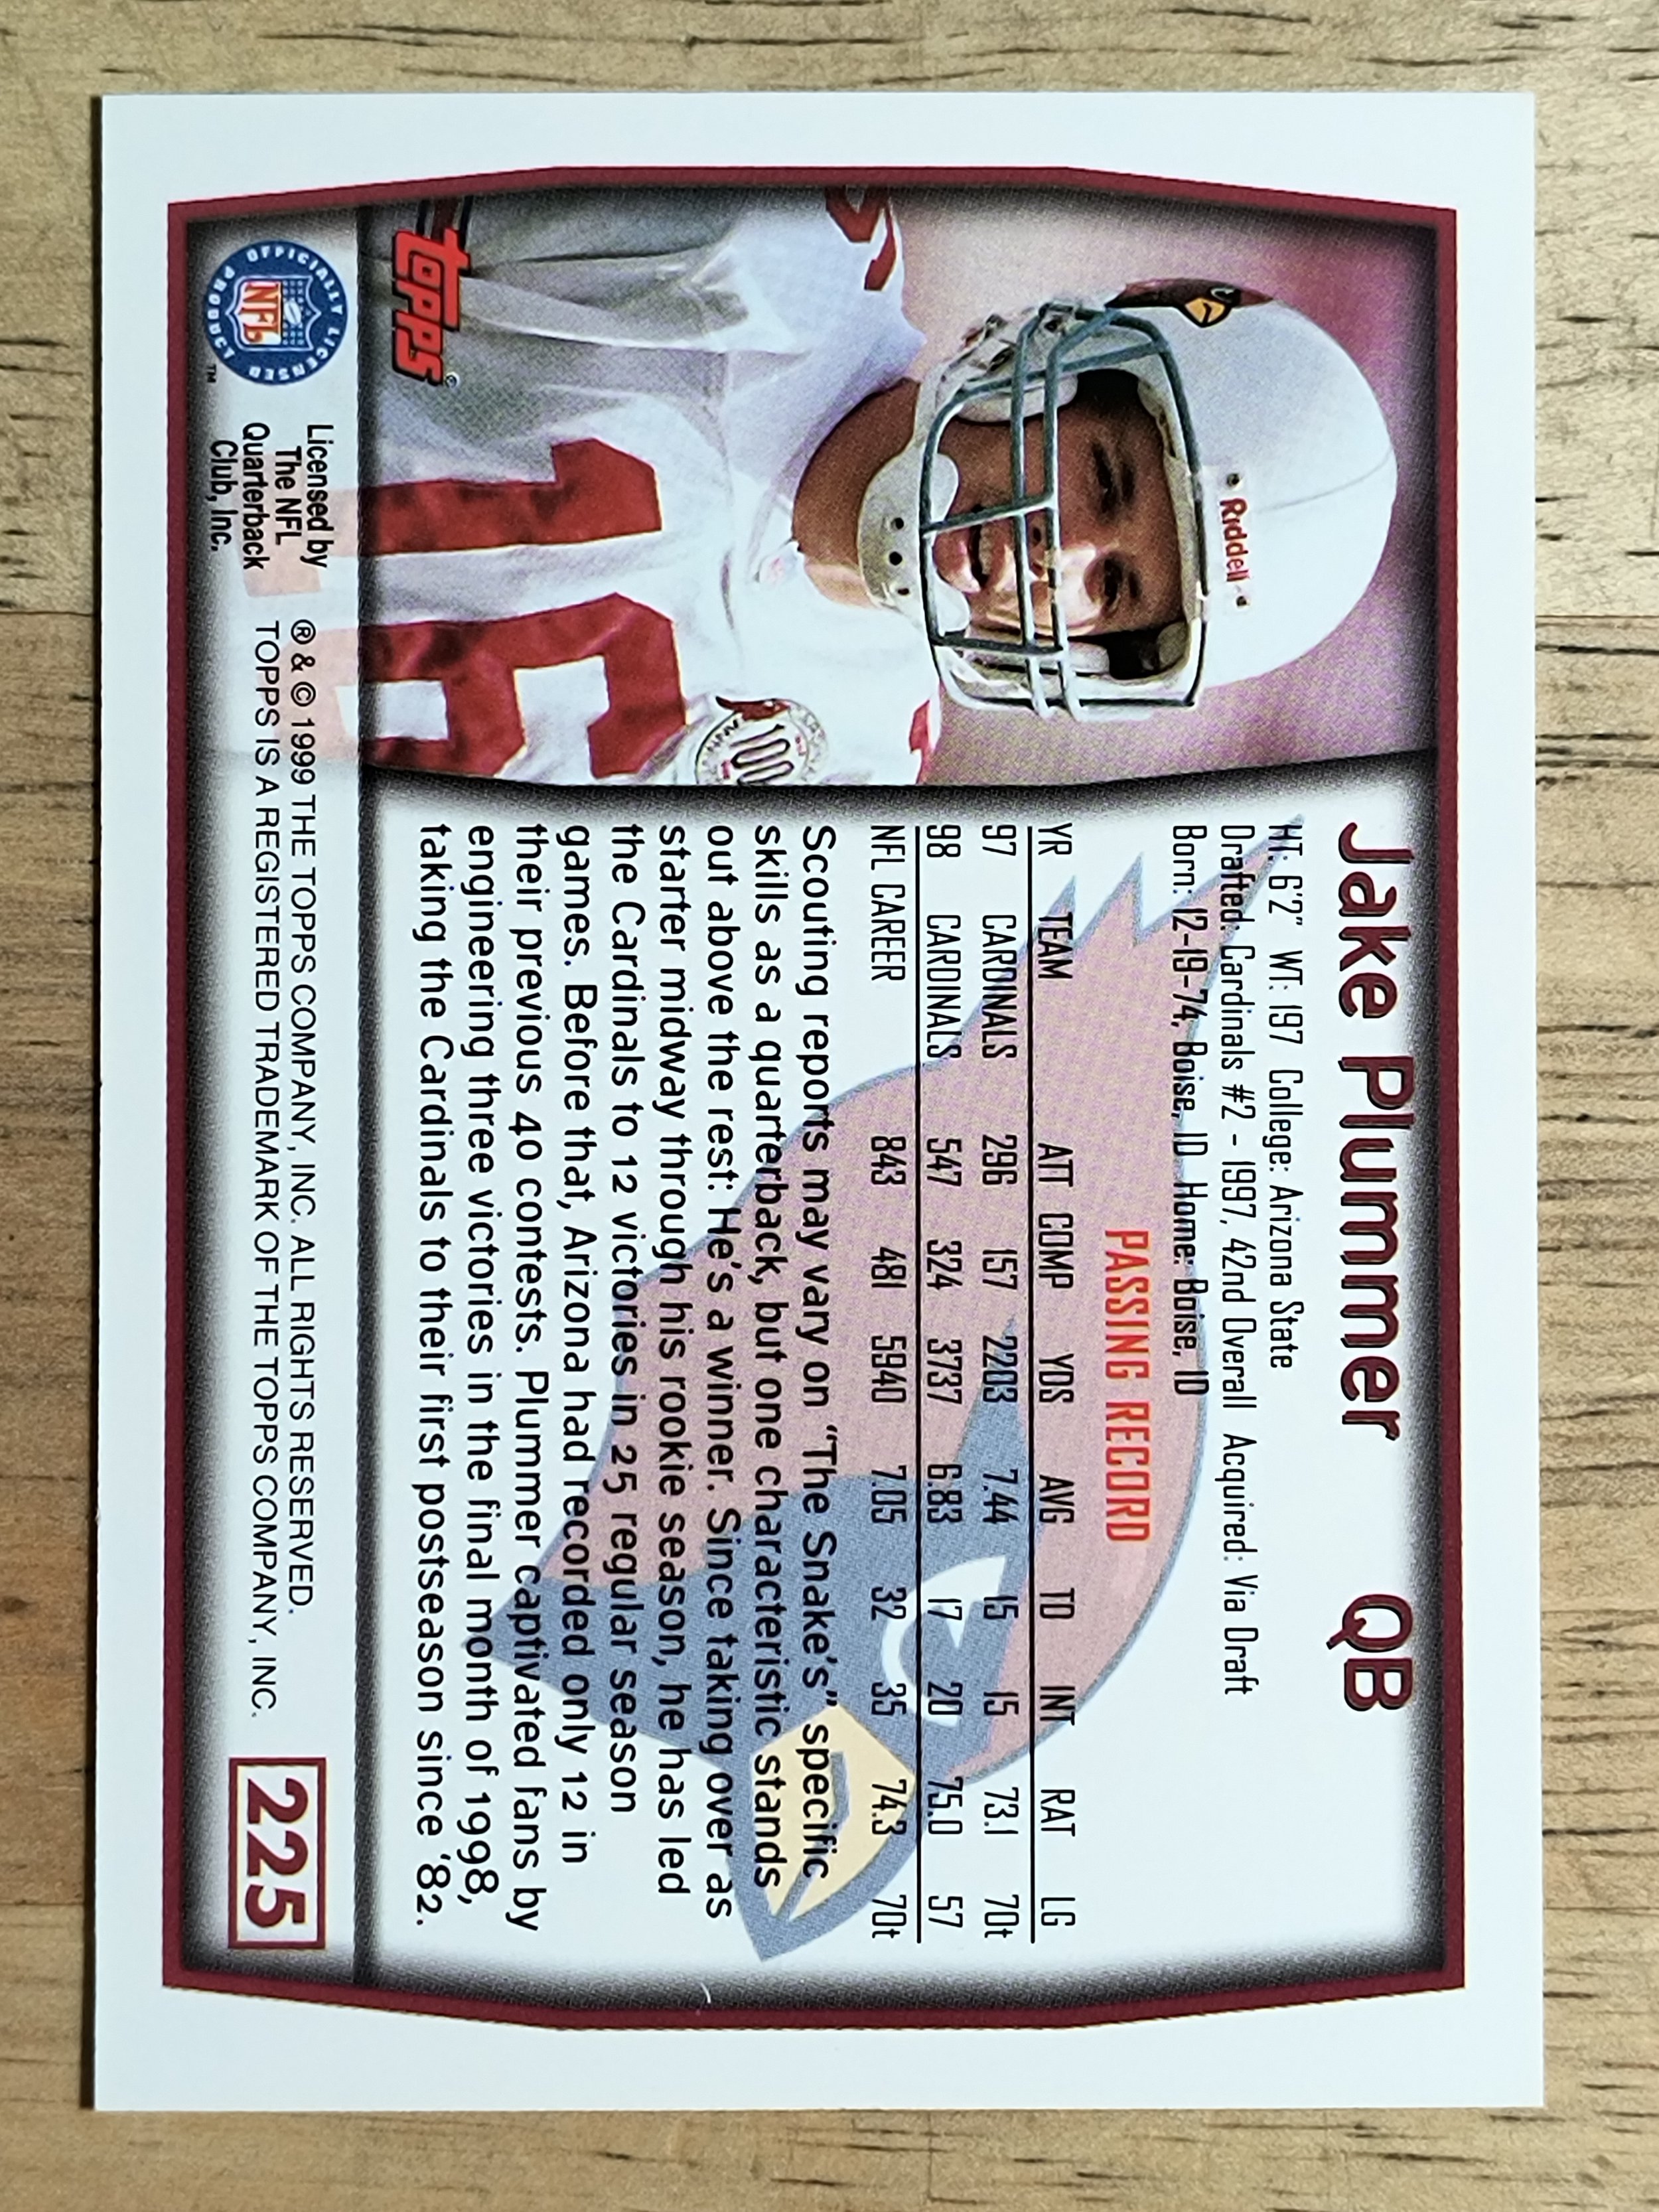 Jake Plummer QB
HT: 6'2" WT: 197 College: Arizona State
Drafted: Cardinals #2 - 1997, 42nd Overall Acquired: Via Draft
Born: 12-19-74, Boise, ID Home: Boise, ID
PASSING RECORD
YR TEAM ATT COMP YDS AVG TD INT RAT LG
97 CARDINALS 296 157 2203 7.44 15 15 73.1 70t
98 CARDINALS 547 324 3737 6.83 17 20 75.0 57
NFL CAREER 843 481 5940 7.05 32 35 74.3 70t
Scouting reports may vary on "The Snake's" specific
skills as a quarterback, but one characteristic stands
out above the rest: He's a winner. Since taking over as
starter midway through his rookie season, he has led
the Cardinals to 12 victories in 25 regular season
games. Before that, Arizona had recorded only 12 in
their previous 40 contests. Plummer captivated fans by
engineering three victories in the final month of 1998,
taking the Cardinals to their first postseason since '82.
Riddell
100
16
Topps®
OFFICIALLY LICENSED PRODUCT
NFL
™
Licensed by
The NFL
Quarterback
Club, Inc.
® & © 1999 THE TOPPS COMPANY, INC. ALL RIGHTS RESERVED.
TOPPS IS A REGISTERED TRADEMARK OF THE TOPPS COMPANY, INC.
225